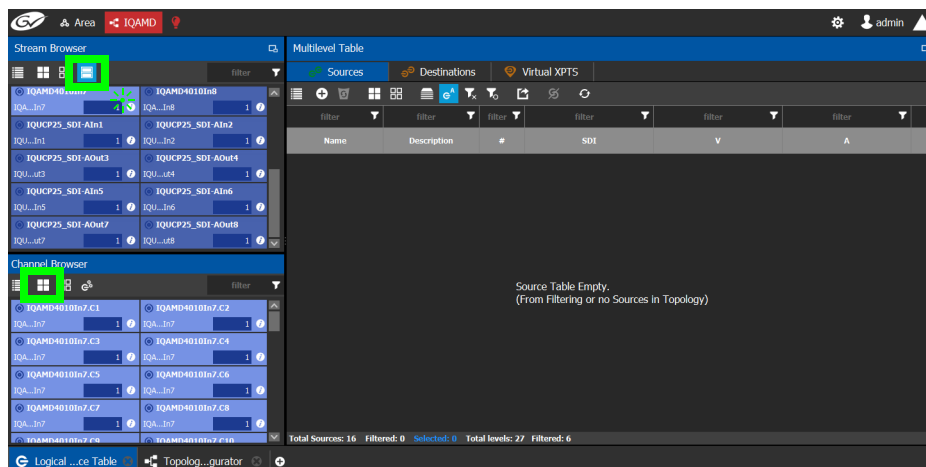 GV Area IQAMD admin
Stream Browser
filter
IQAMD4010In7 IQAMD4010In8
IQA...In7 1 IQA...In8 1
IQUCP25_SDI-AIn1 IQUCP25_SDI-AIn2
IQU...In1 1 IQU...In2 1
IQUCP25_SDI-AOut3 IQUCP25_SDI-AOut4
IQU...ut3 1 IQU...ut4 1
IQUCP25_SDI-AIn5 IQUCP25_SDI-AIn6
IQU...In5 1 IQU...In6 1
IQUCP25_SDI-AOut7 IQUCP25_SDI-AOut8
IQU...ut7 1 IQU...ut8 1
Channel Browser
filter
IQAMD4010In7.C1 IQAMD4010In7.C2
IQA...In7 1 IQA...In7 1
IQAMD4010In7.C3 IQAMD4010In7.C4
IQA...In7 1 IQA...In7 1
IQAMD4010In7.C5 IQAMD4010In7.C6
IQA...In7 1 IQA...In7 1
IQAMD4010In7.C7 IQAMD4010In7.C8
IQA...In7 1 IQA...In7 1
IQAMD4010In7.C9 IQAMD4010In7.C10
Multilevel Table
Sources Destinations Virtual XPTS
filter filter filter filter filter filter
Name Description # SDI V A
Source Table Empty.
(From Filtering or no Sources in Topology)
Total Sources: 16 Filtered: 0 Selected: 0 Total levels: 27 Filtered: 6
Logical ...ce Table Topolog...gurator